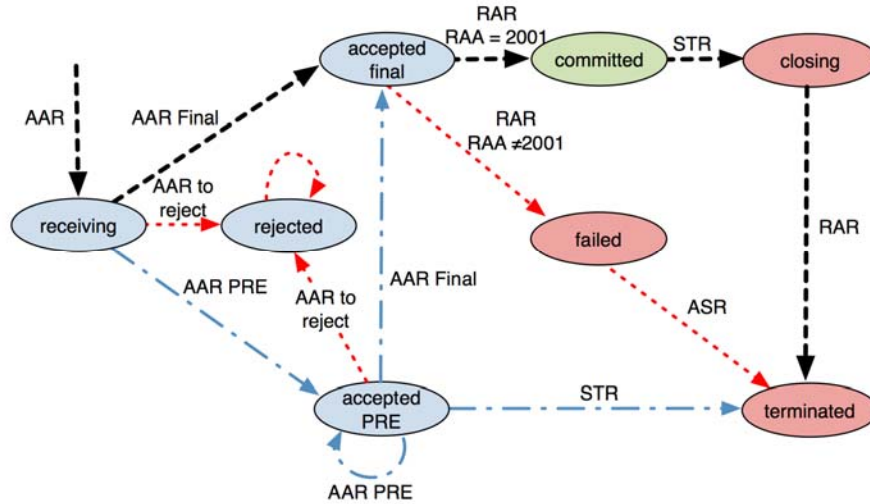 RAR
RAA = 2001
accepted
final
committed
STR
closing
AAR
AAR Final
RAR
RAA ≠2001
AAR to
reject
receiving
rejected
failed
RAR
AAR PRE
AAR to
reject
AAR Final
ASR
accepted
PRE
STR
terminated
AAR PRE